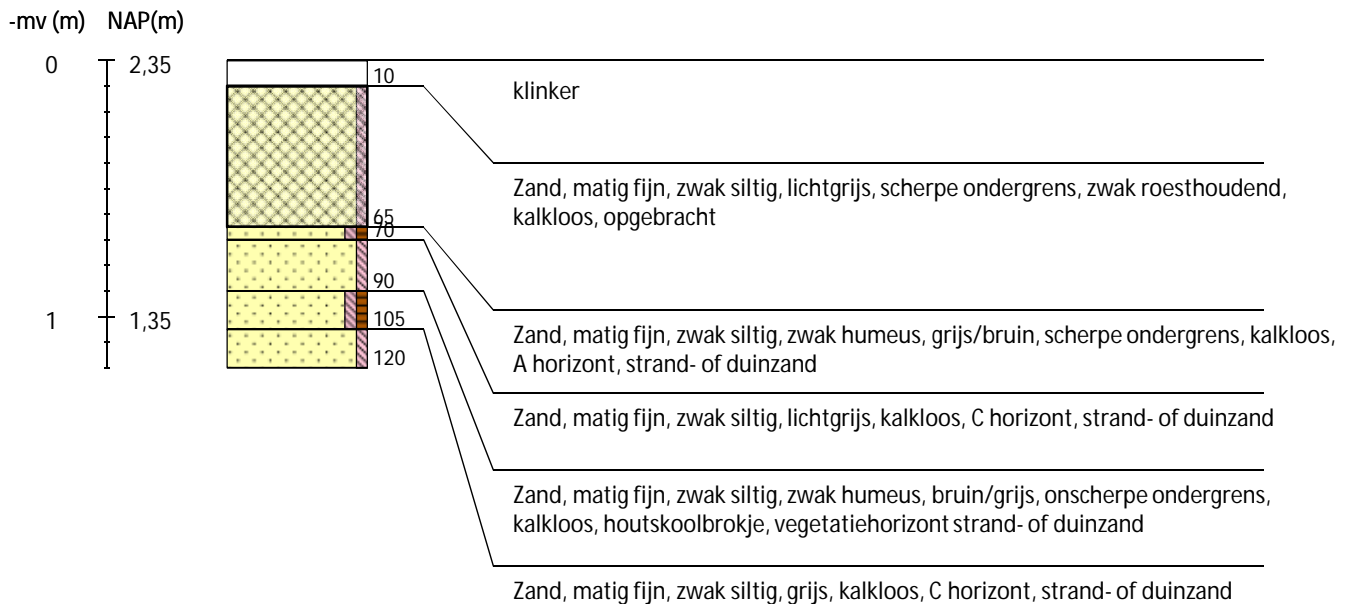 -mv (m) NAP(m)
0 2,35
10
klinker
Zand, matig fijn, zwak siltig, lichtgrijs, scherpe ondergrens, zwak roesthoudend,
kalkloos, opgebracht
65
70
90
1 1,35
105
120
Zand, matig fijn, zwak siltig, zwak humeus, grijs/bruin, scherpe ondergrens, kalkloos,
A horizont, strand- of duinzand
Zand, matig fijn, zwak siltig, lichtgrijs, kalkloos, C horizont, strand- of duinzand
Zand, matig fijn, zwak siltig, zwak humeus, bruin/grijs, onscherpe ondergrens,
kalkloos, houtskoolbrokje, vegetatiehorizont strand- of duinzand
Zand, matig fijn, zwak siltig, grijs, kalkloos, C horizont, strand- of duinzand